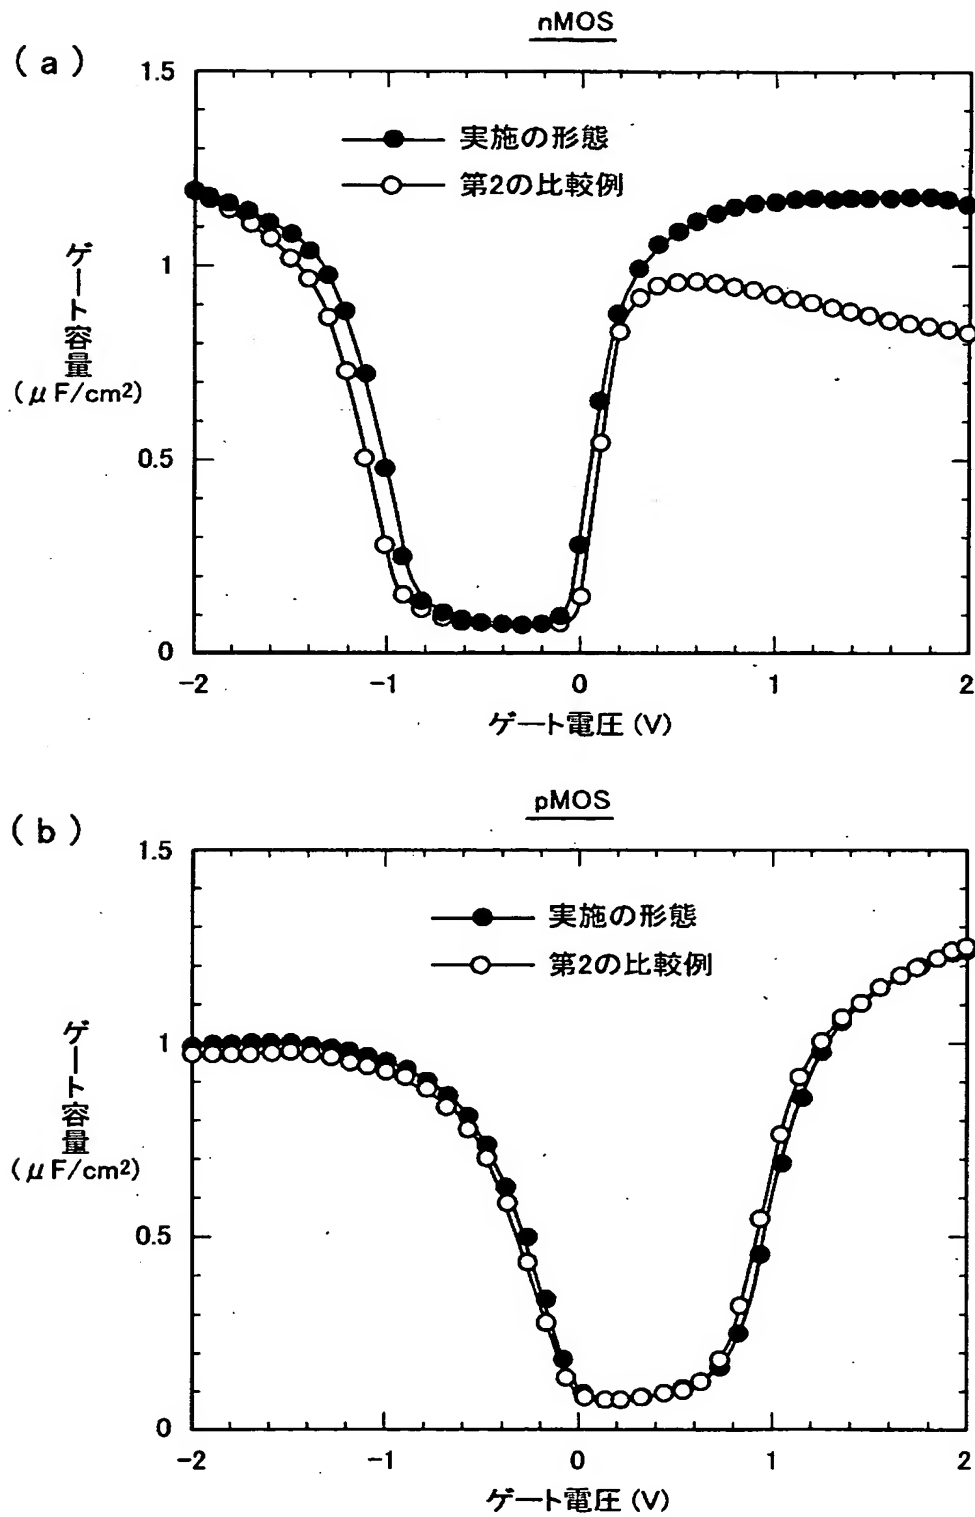 nMOS
(a)
1.5
実施の形態
第2の比較例
1
ゲート容量
(μF/cm2)
0.5
0
-2
-1
0
1
2
ゲート電圧(V)
pMOS
(b)
1.5
実施の形態
第2の比較例
1
ゲート容量
(μF/cm2)
0.5
0
-2
-1
0
1
2
ゲート電圧(V)